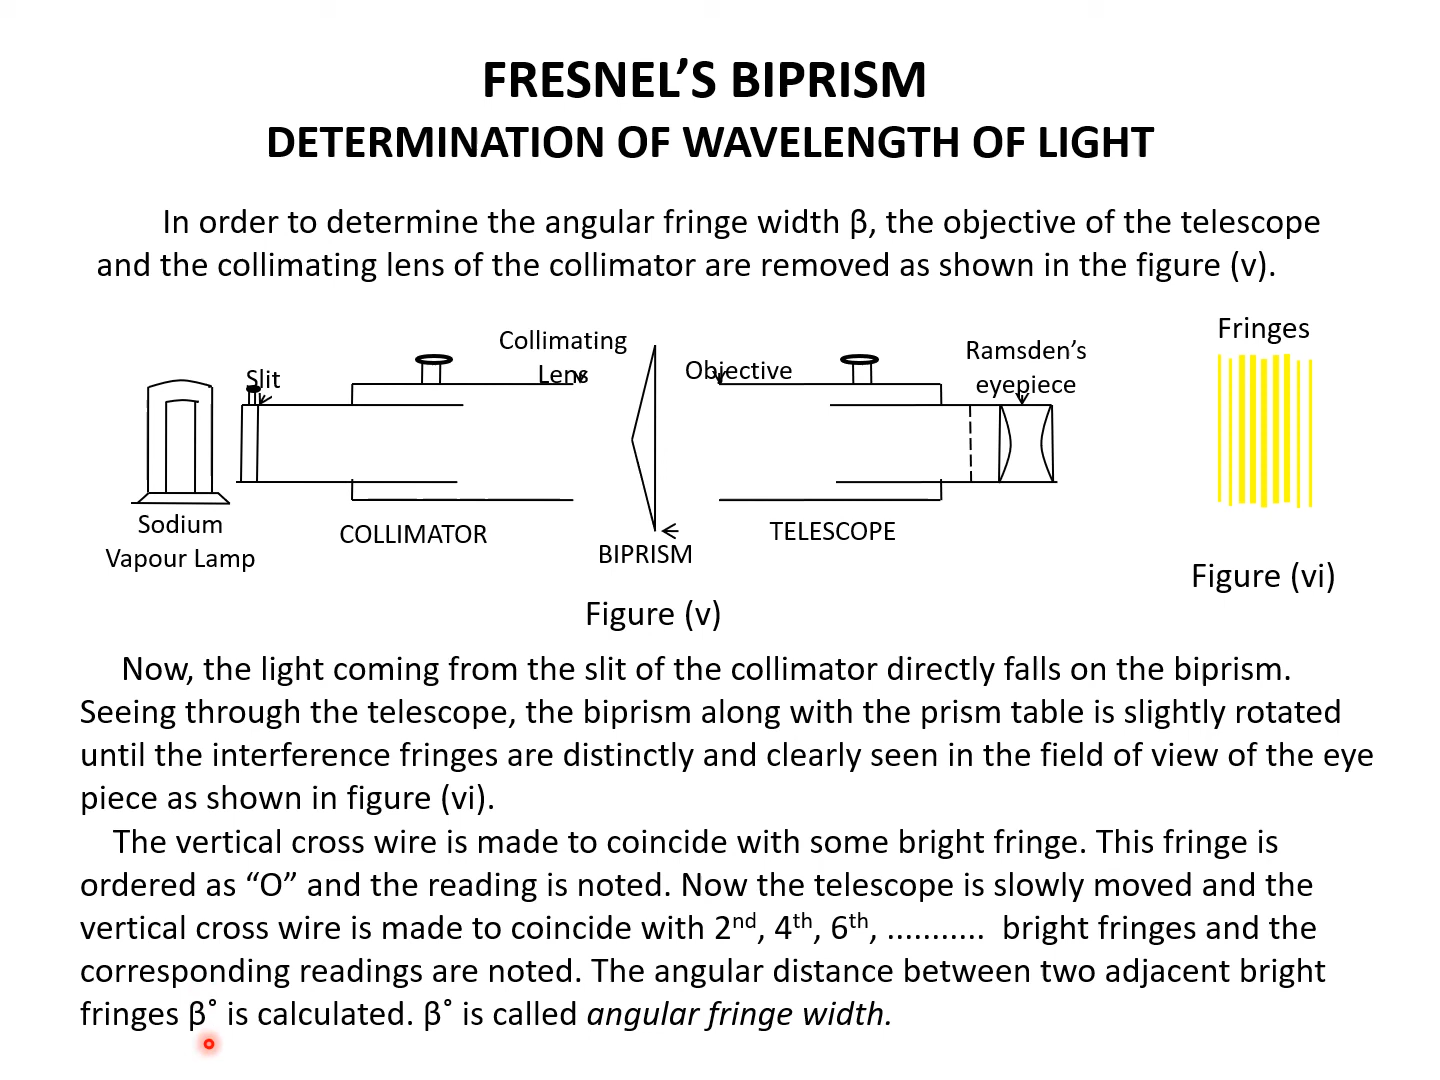 FRESNEL’S BIPRISM
DETERMINATION OF WAVELENGTH OF LIGHT
In order to determine the angular fringe width β, the objective of the telescope
and the collimating lens of the collimator are removed as shown in the figure (v).
Fringes
Collimating
Lens
Ramsden’s
eyepiece
Objective
Slit
Sodium
Vapour Lamp
COLLIMATOR
BIPRISM
TELESCOPE
Figure (vi)
Figure (v)
Now, the light coming from the slit of the collimator directly falls on the biprism.
Seeing through the telescope, the biprism along with the prism table is slightly rotated
until the interference fringes are distinctly and clearly seen in the field of view of the eye
piece as shown in figure (vi).
The vertical cross wire is made to coincide with some bright fringe. This fringe is
ordered as “O” and the reading is noted. Now the telescope is slowly moved and the
vertical cross wire is made to coincide with 2nd, 4th, 6th, ........... bright fringes and the
corresponding readings are noted. The angular distance between two adjacent bright
fringes β˚ is calculated. β˚ is called angular fringe width.